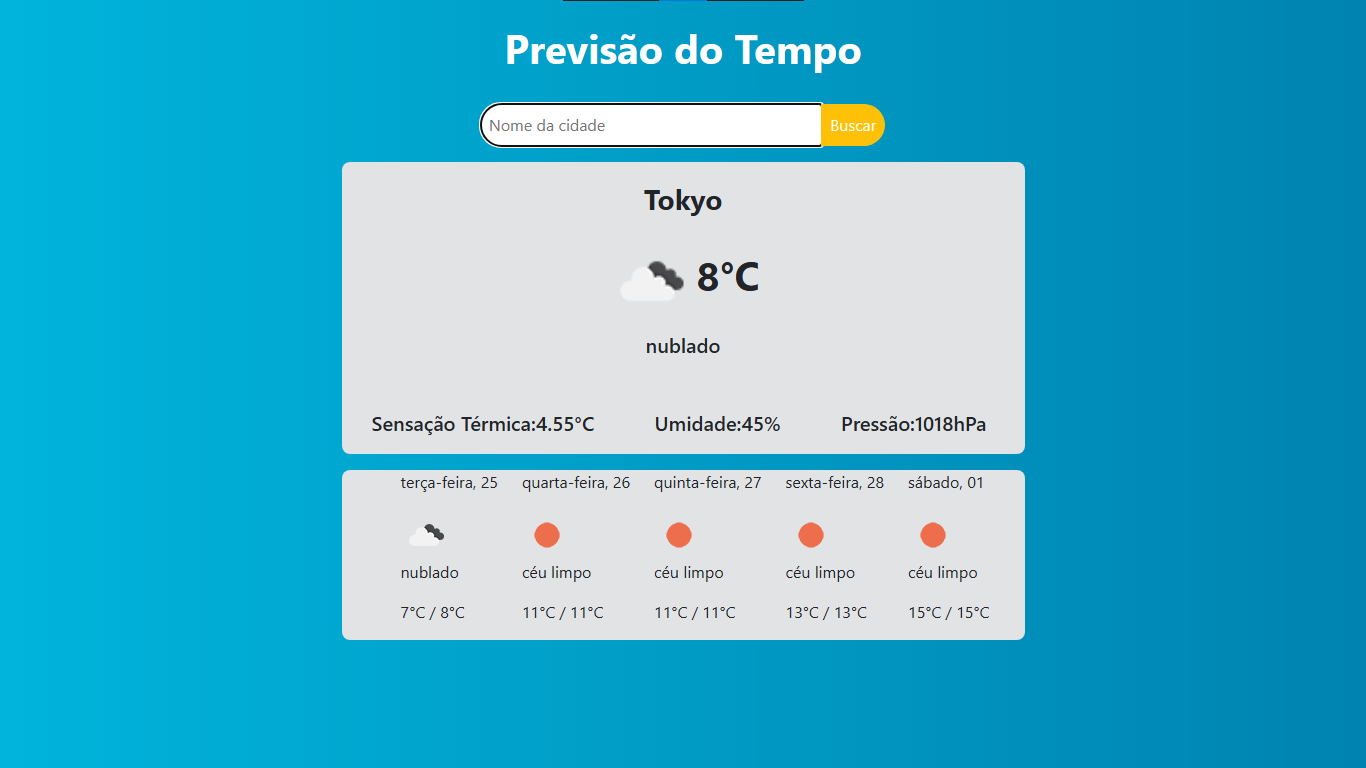 Previsão do Tempo
Nome da cidade Buscar
Tokyo
8°C
nublado
Sensação Térmica:4.55°C Umidade:45% Pressão:1018hPa
terça-feira, 25 quarta-feira, 26 quinta-feira, 27 sexta-feira, 28 sábado, 01
nublado céu limpo céu limpo céu limpo céu limpo
7°C / 8°C 11°C / 11°C 11°C / 11°C 13°C / 13°C 15°C / 15°C